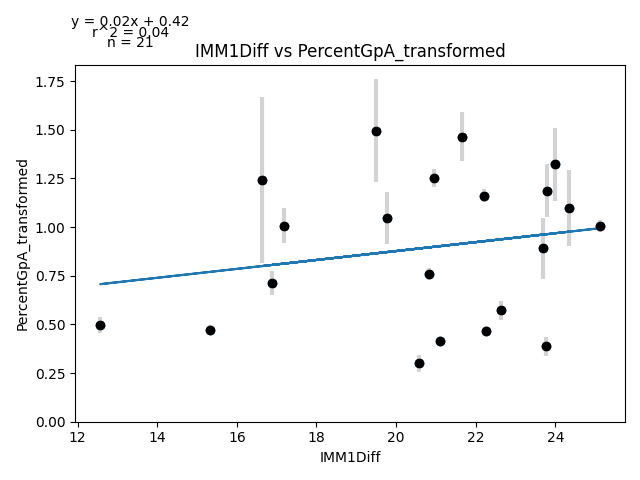 y = 0.02x + 0.42
r^2 = 0.04
n = 21
IMM1Diff vs PercentGpA_transformed
PercentGpA_transformed
1.75
1.50
1.25
1.00
0.75
0.50
0.25
0.00
12 14 16 18 20 22 24
IMM1Diff